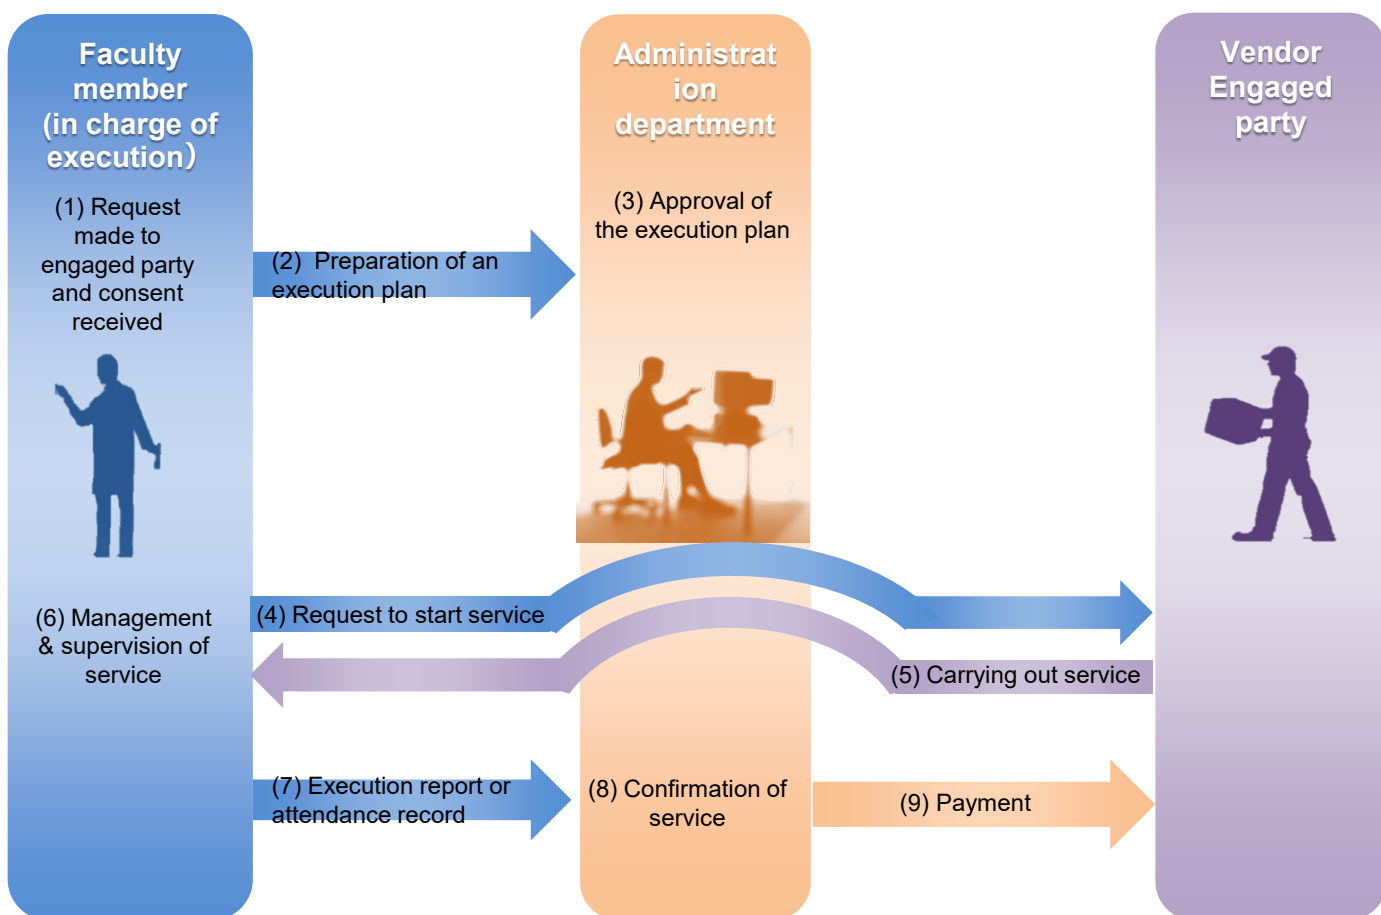 Faculty
member
(in charge of
execution）
Administrat
ion
department
Vendor
Engaged
party
(1) Request
made to
engaged party
and consent
received
(2)  Preparation of an
execution plan
(3) Approval of
the execution plan
(4) Request to start service
(5) Carrying out service
(6) Management
& supervision of
service
(7) Execution report or
attendance record
(8) Confirmation of
service
(9) Payment